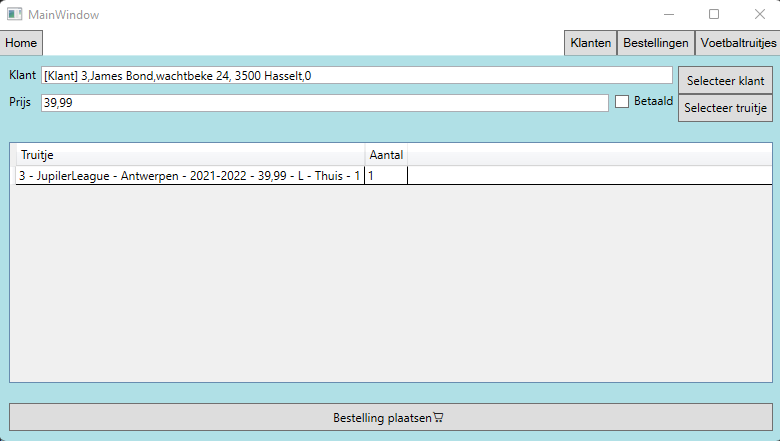 MainWindow
Home Klanten Bestellingen Voetbaltruitjes
Klant [Klant] 3,James Bond,wachtbeke 24, 3500 Hasselt,0 Selecteer klant
Prijs 39,99 Betaald Selecteer truitje
Truitje Aantal
3 - JupilerLeague - Antwerpen - 2021-2022 - 39,99 - L - Thuis - 1 1
Bestelling plaatsen